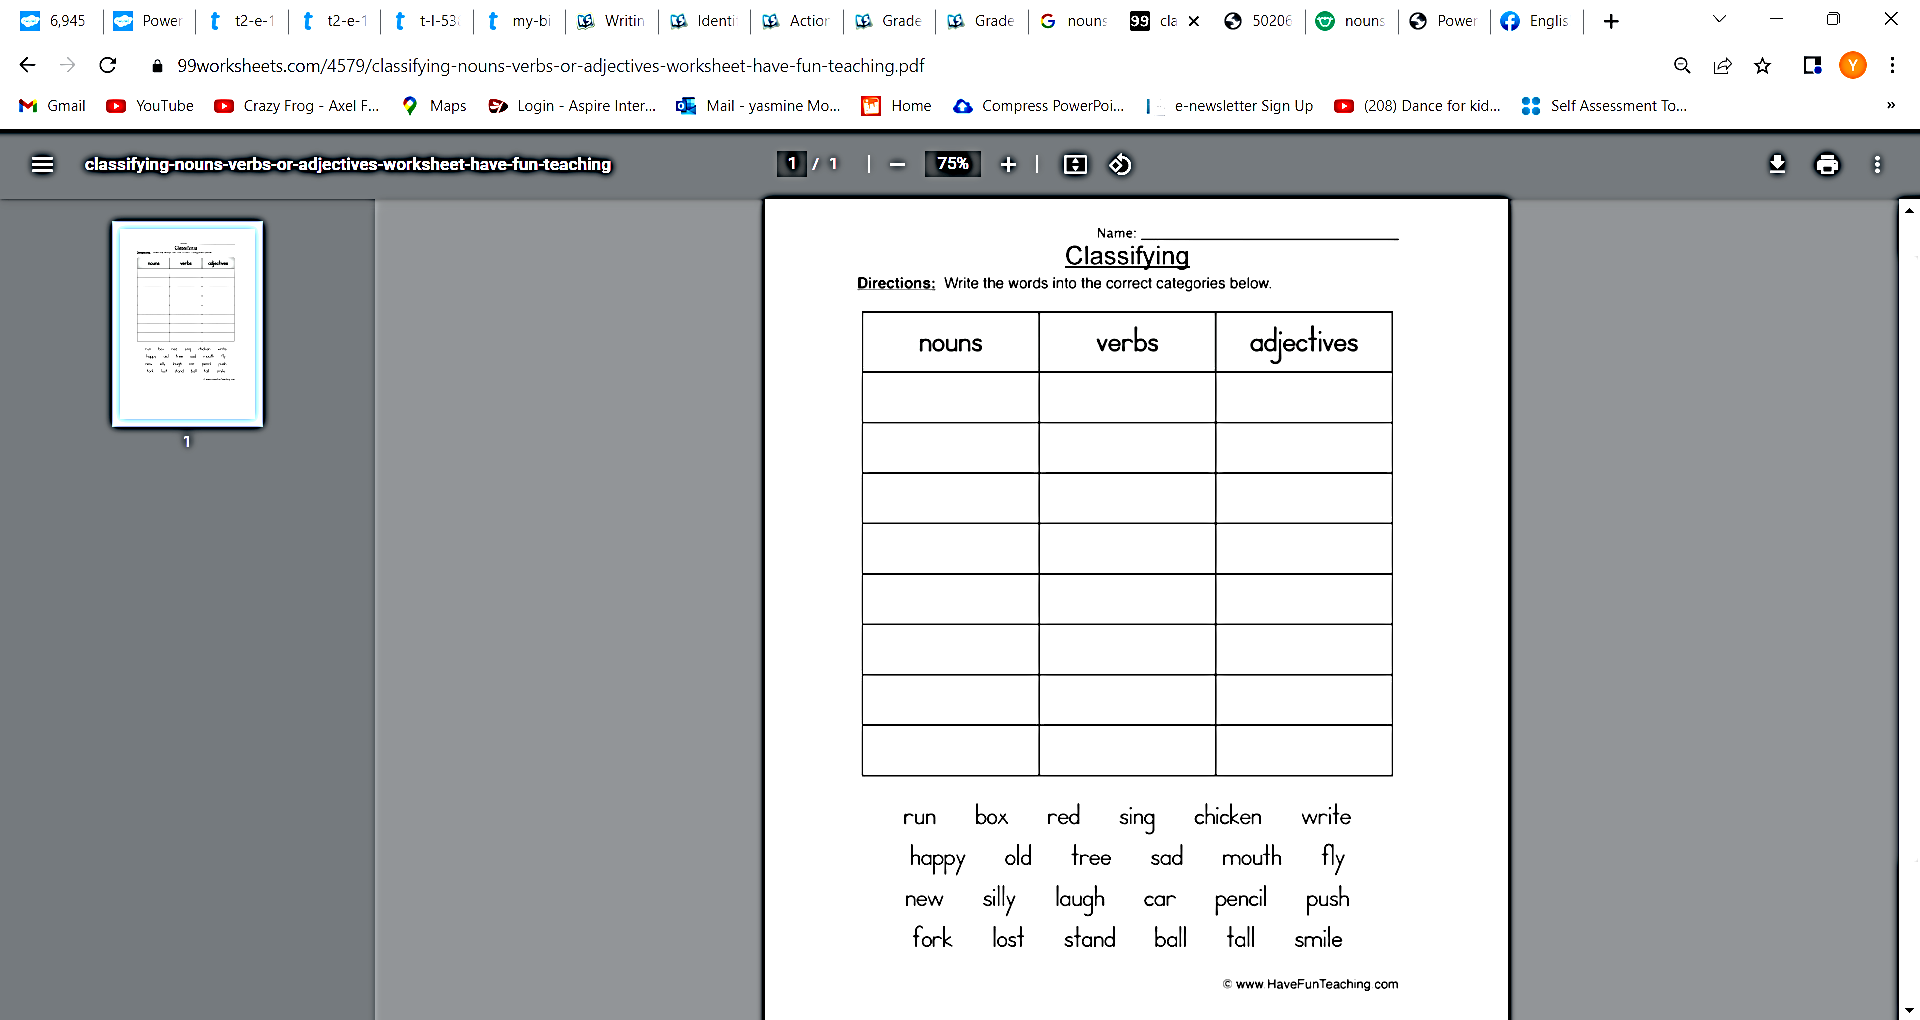 6,945 Power t2-e-1 t2-e-1 t-l-53 my-bi Writin Identi Action Grade Grade nouns 99 cla 50206 nouns Power Englis
99worksheets.com/4579/classifying-nouns-verbs-or-adjectives-worksheet-have-fun-teaching.pdf Y
Gmail YouTube Crazy Frog - Axel F... Maps Login - Aspire Inter... Mail - yasmine Mo... Home Compress PowerPoi... e-newsletter Sign Up (208) Dance for kid... Self Assessment To... »
classifying-nouns-verbs-or-adjectives-worksheet-have-fun-teaching 1 / 1 75%
1
Name:
Classifying
Directions: Write the words into the correct categories below.
nouns verbs adjectives
run box red sing chicken write
happy old tree sad mouth fly
new silly laugh car pencil push
fork lost stand ball tall smile
© www.HaveFunTeaching.com